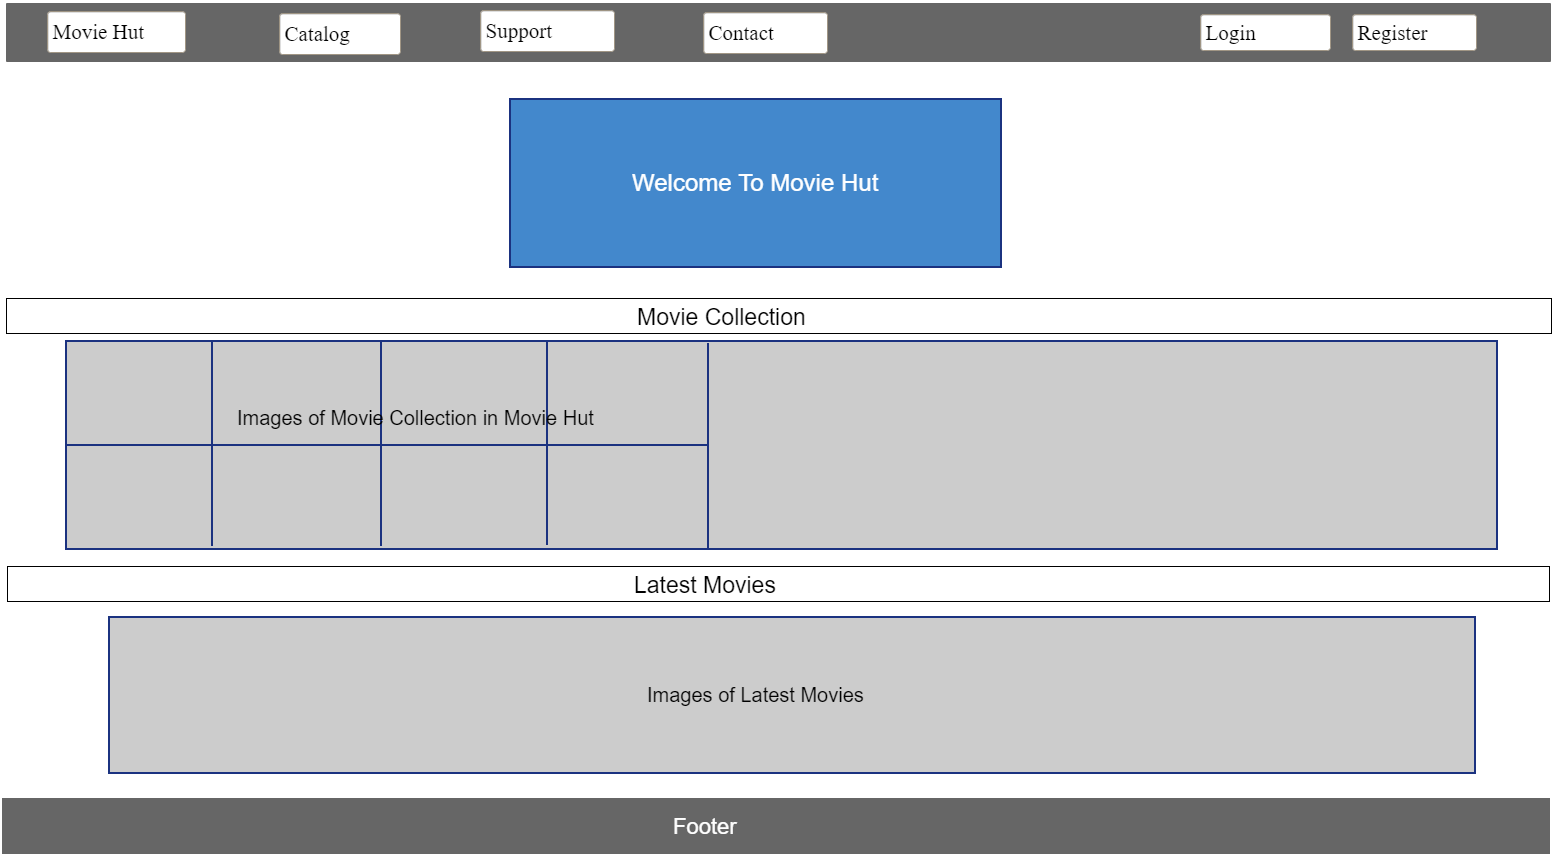 Movie Hut
Catalog
Support
Contact
Login
Register
Welcome To Movie Hut
Movie Collection
Images of Movie Collection in Movie Hut
Latest Movies
Images of Latest Movies
Footer